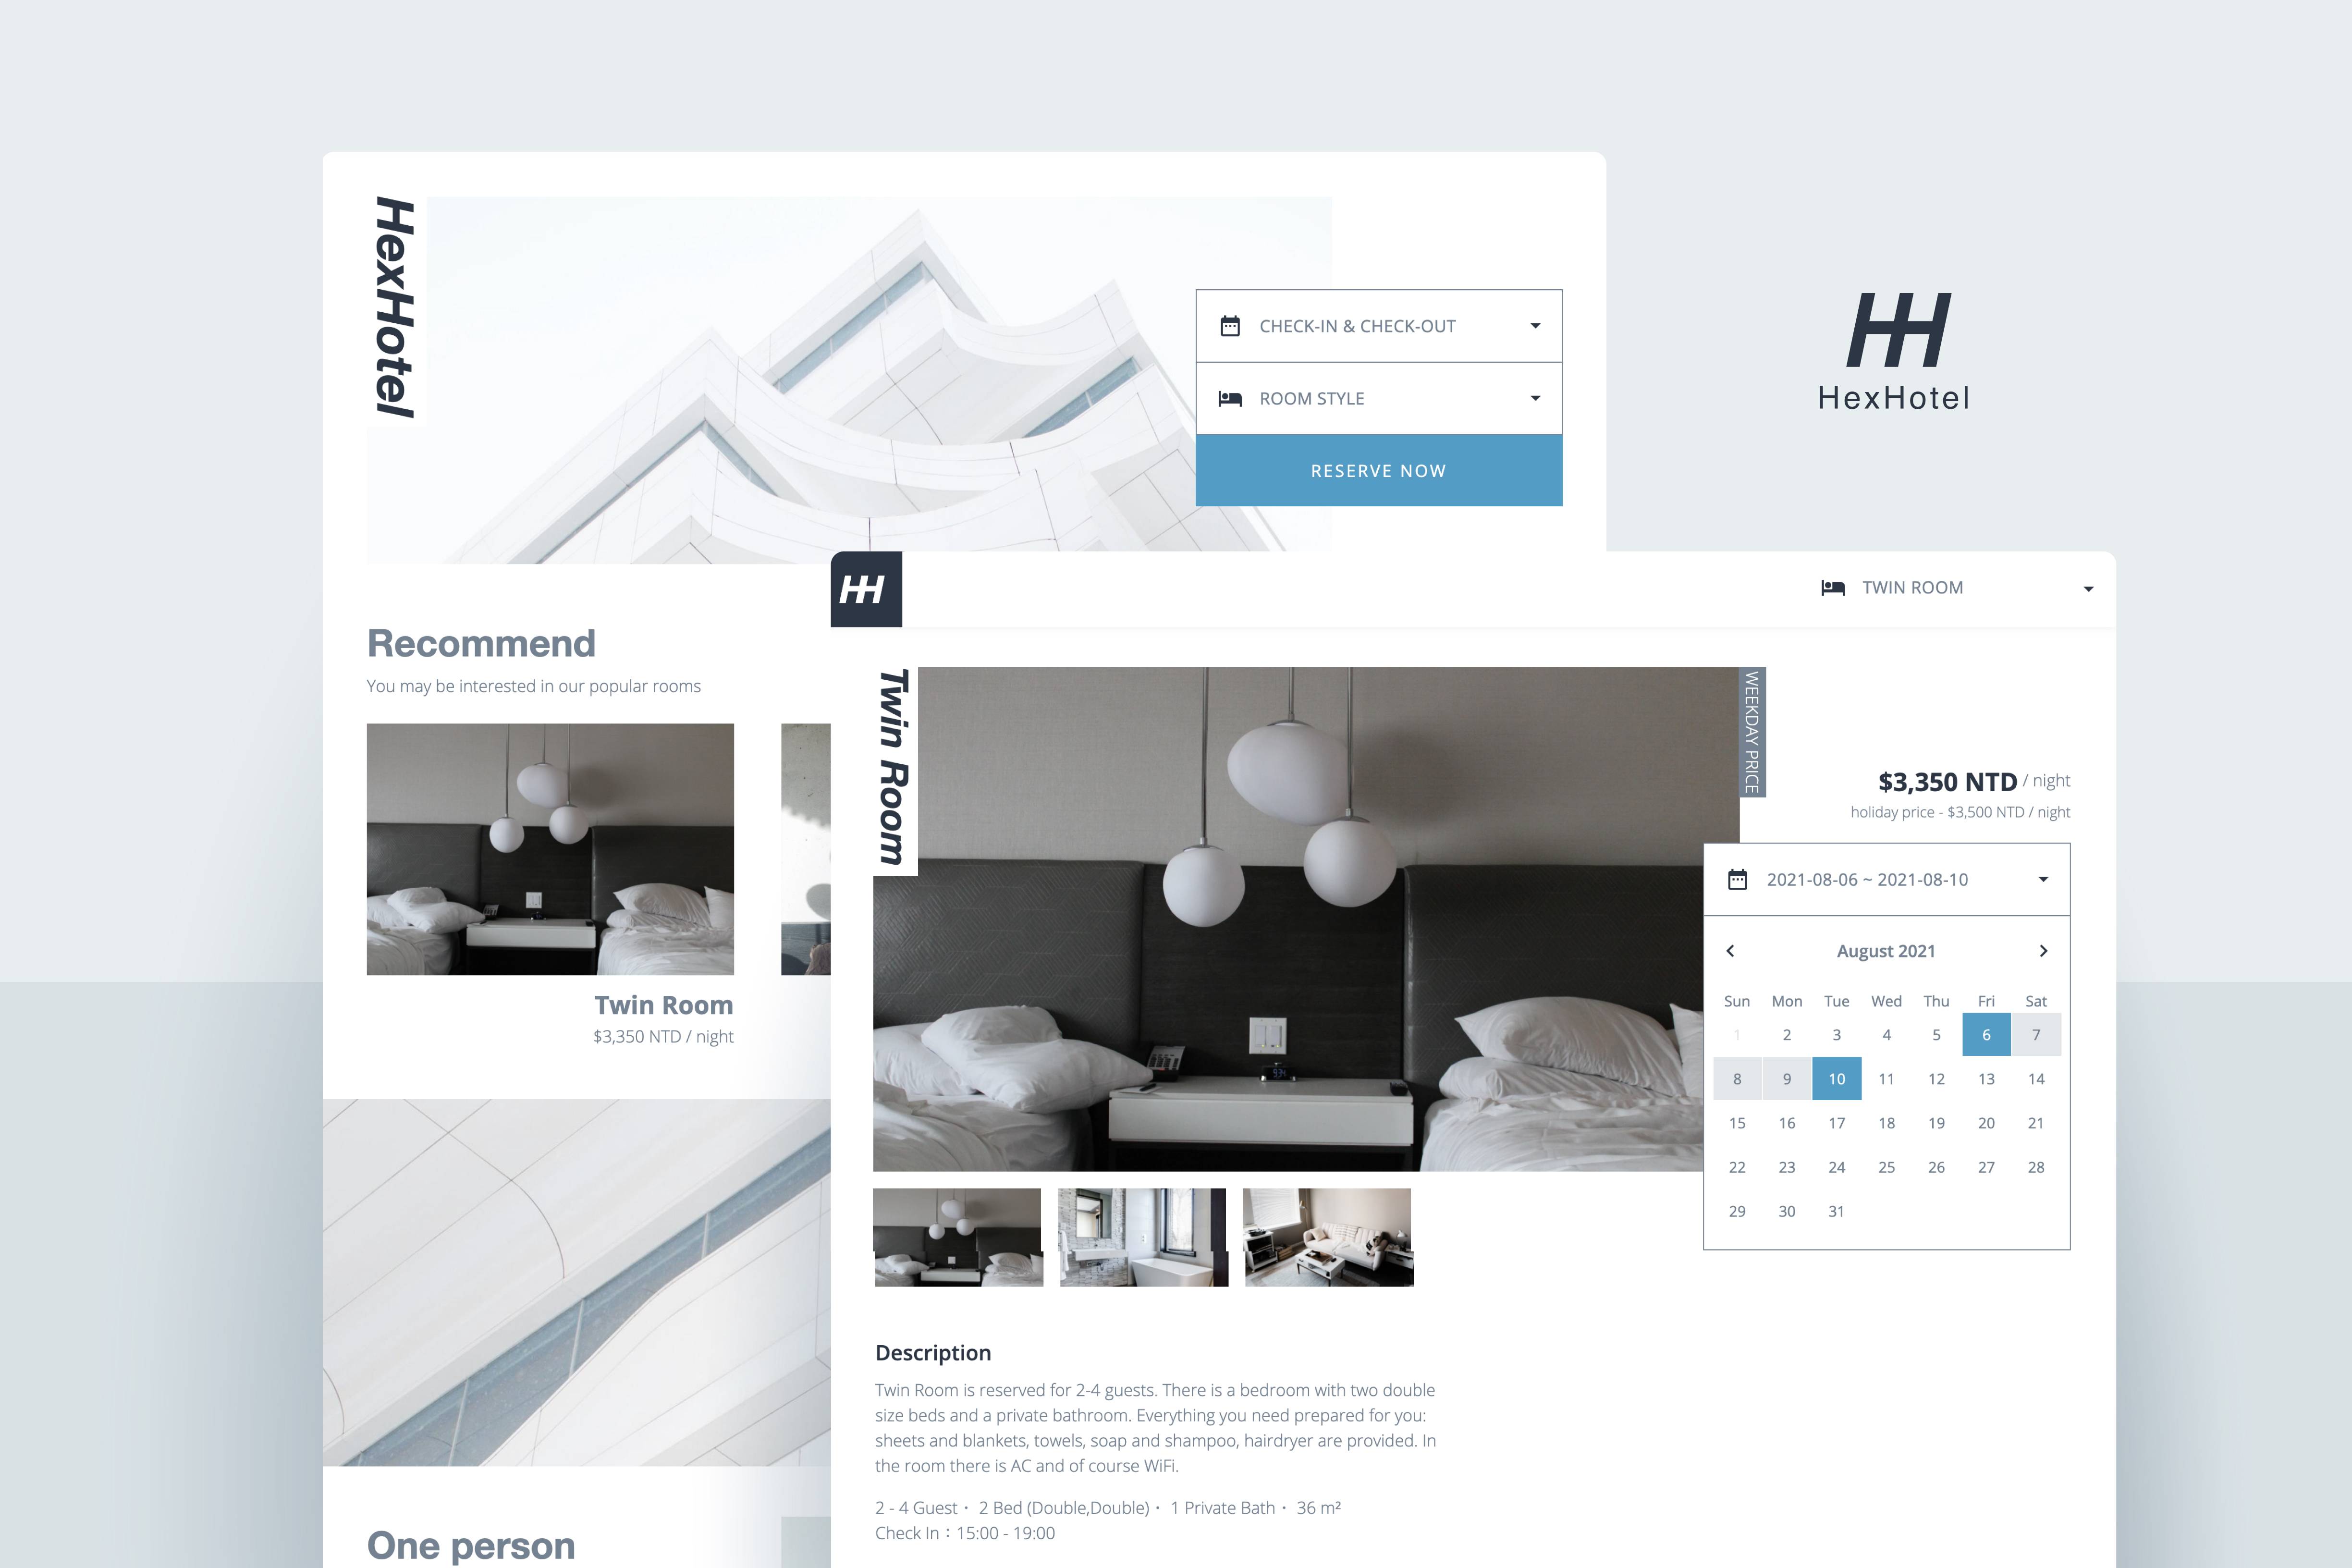 HexHotel
CHECK-IN & CHECK-OUT
ROOM STYLE
RESERVE NOW
HexHotel
Recommend
You may be interested in our popular rooms
Twin Room
$3,350 NTD / night
One person
TWIN ROOM
Twin Room
WEEKDAY PRICE
$3,350 NTD / night
holiday price - $3,500 NTD / night
2021-08-06 ~ 2021-08-10
August 2021
Sun Mon Tue Wed Thu Fri Sat
1 2 3 4 5 6 7
8 9 10 11 12 13 14
15 16 17 18 19 20 21
22 23 24 25 26 27 28
29 30 31
Description
Twin Room is reserved for 2-4 guests. There is a bedroom with two double
size beds and a private bathroom. Everything you need prepared for you:
sheets and blankets, towels, soap and shampoo, hairdryer are provided. In
the room there is AC and of course WiFi.
2 - 4 Guest・ 2 Bed (Double,Double)・ 1 Private Bath・ 36 m²
Check In：15:00 - 19:00